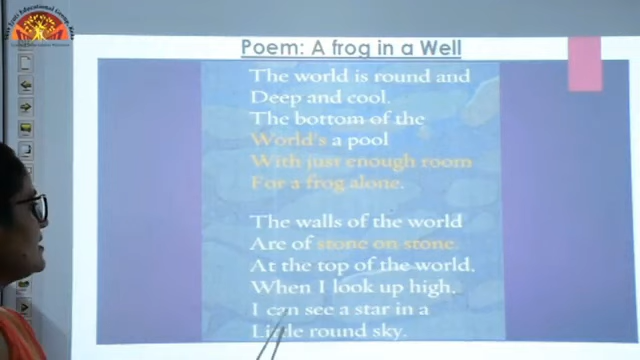 Poem: A frog in a Well
The world is round and
Deep and cool.
The bottom of the
World's a pool
With just enough room
For a frog alone.
The walls of the world
Are of stone on stone.
At the top of the world,
When I look up high,
I can see a star in a
Little round sky.